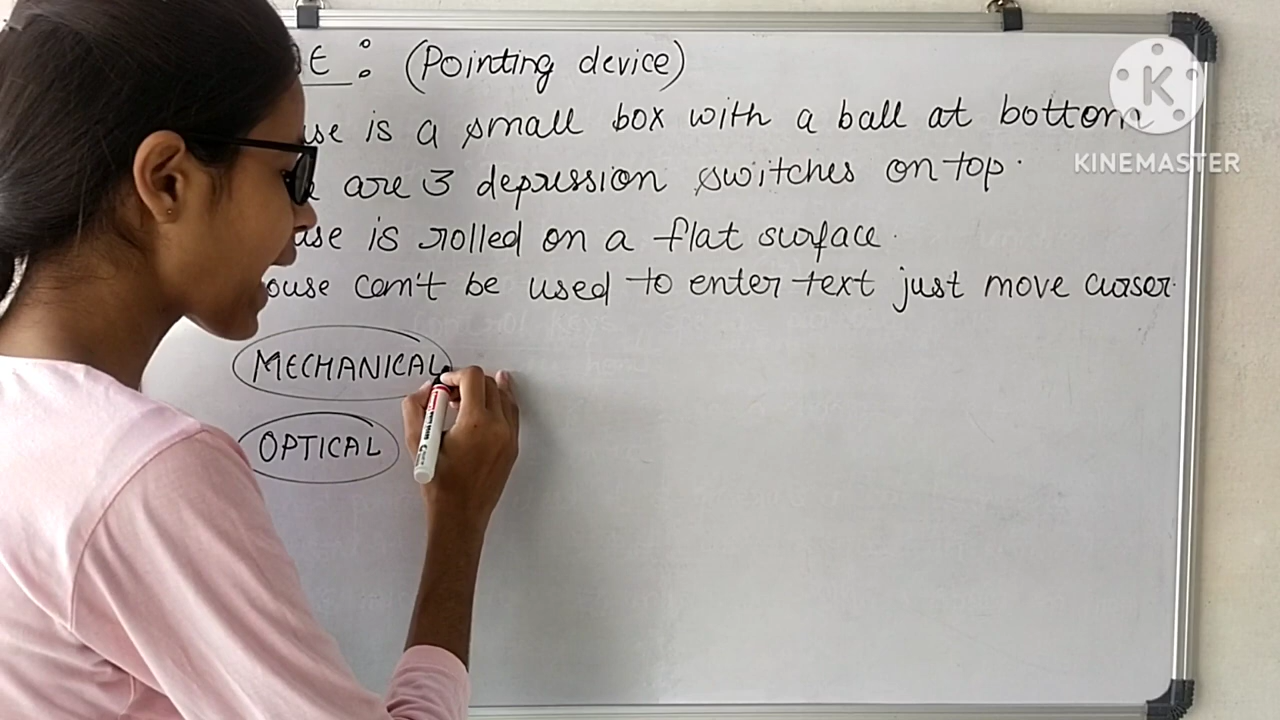 : (Pointing device)
is a small box with a ball at bottom
are 3 depression switches on top.
is rolled on a flat surface.
can't be used to enter text just move curser.
MECHANICAL
OPTICAL
K
KINEMASTER